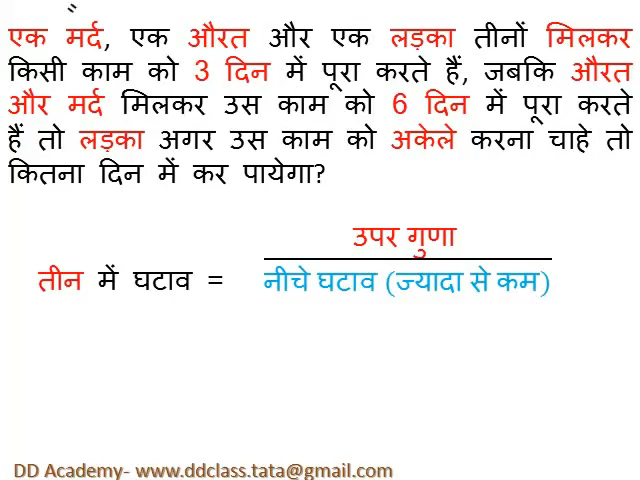 एक मर्द, एक औरत और एक लड़का तीनों मिलकर
किसी काम को 3 दिन में पूरा करते हैं, जबकि औरत
और मर्द मिलकर उस काम को 6 दिन में पूरा करते
हैं तो लड़का अगर उस काम को अकेले करना चाहे तो
कितना दिन में कर पायेगा?
उपर गुणा
तीन में घटाव =
नीचे घटाव (ज्यादा से कम)
DD Academy- www.ddclass.tata@gmail.com